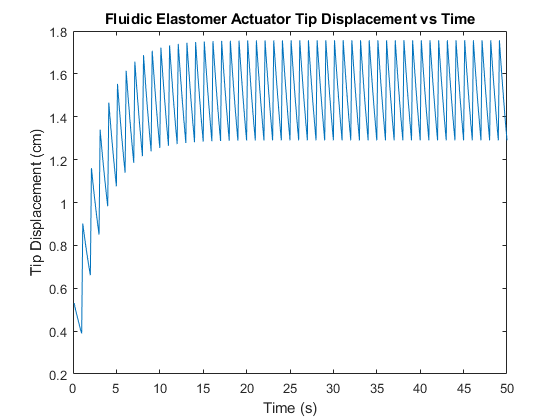 Fluidic Elastomer Actuator Tip Displacement vs Time
1.8
1.6
1.4
1.2
1
0.8
0.6
0.4
0.2
Tip Displacement (cm)
0 5 10 15 20 25 30 35 40 45 50
Time (s)